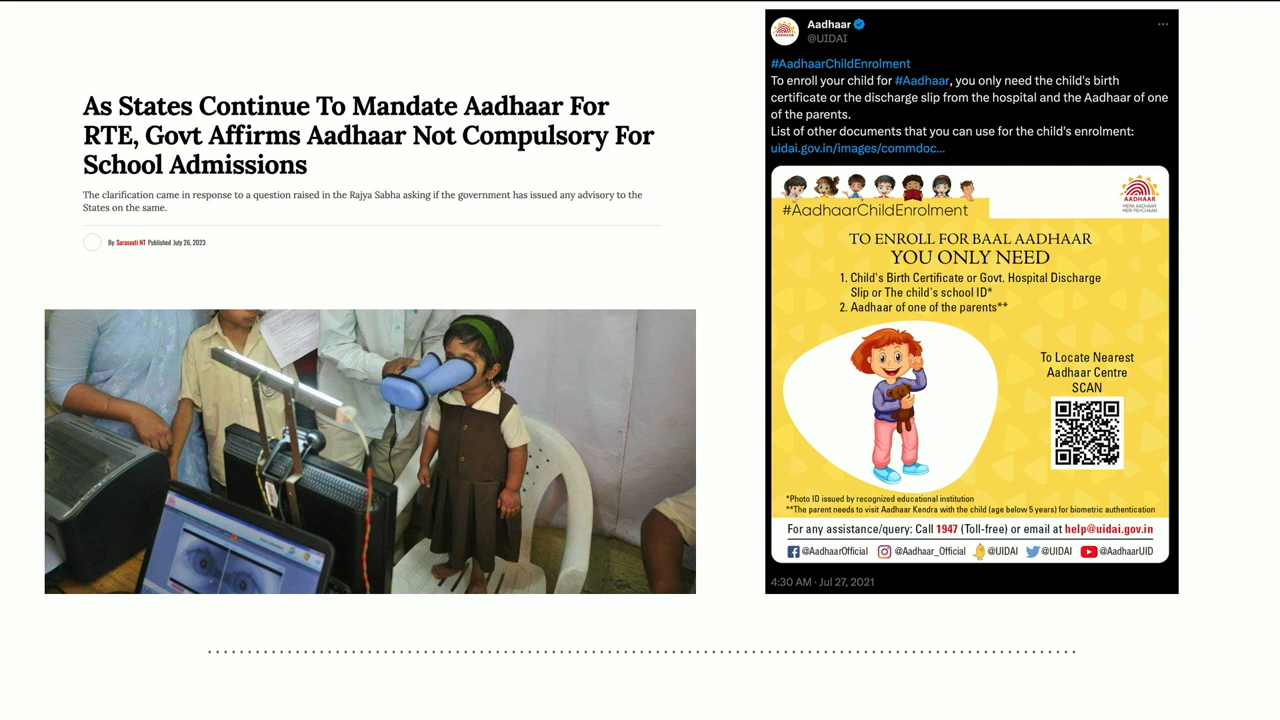 As States Continue To Mandate Aadhaar For
RTE, Govt Affirms Aadhaar Not Compulsory For
School Admissions
The clarification came in response to a question raised in the Rajya Sabha asking if the government has issued any advisory to the
States on the same.
By Sarasvati NT Published July 26, 2023
Aadhaar
@UIDAI
#AadhaarChildEnrolment
To enroll your child for #Aadhaar, you only need the child's birth
certificate or the discharge slip from the hospital and the Aadhaar of one
of the parents.
List of other documents that you can use for the child's enrolment:
uidai.gov.in/images/commdoc...
#AadhaarChildEnrolment
AADHAAR
MERA AADHAAR
MERI PEHCHAAN
TO ENROLL FOR BAAL AADHAAR
YOU ONLY NEED
1. Child's Birth Certificate or Govt. Hospital Discharge
Slip or The child's school ID*
2. Aadhaar of one of the parents**
To Locate Nearest
Aadhaar Centre
SCAN
*Photo ID issued by recognized educational institution
**The parent needs to visit Aadhaar Kendra with the child (age below 5 years) for biometric authentication
For any assistance/query: Call 1947 (Toll-free) or email at help@uidai.gov.in
@AadhaarOfficial @Aadhaar_Official @UIDAI @UIDAI @AadhaarUID
4:30 AM · Jul 27, 2021